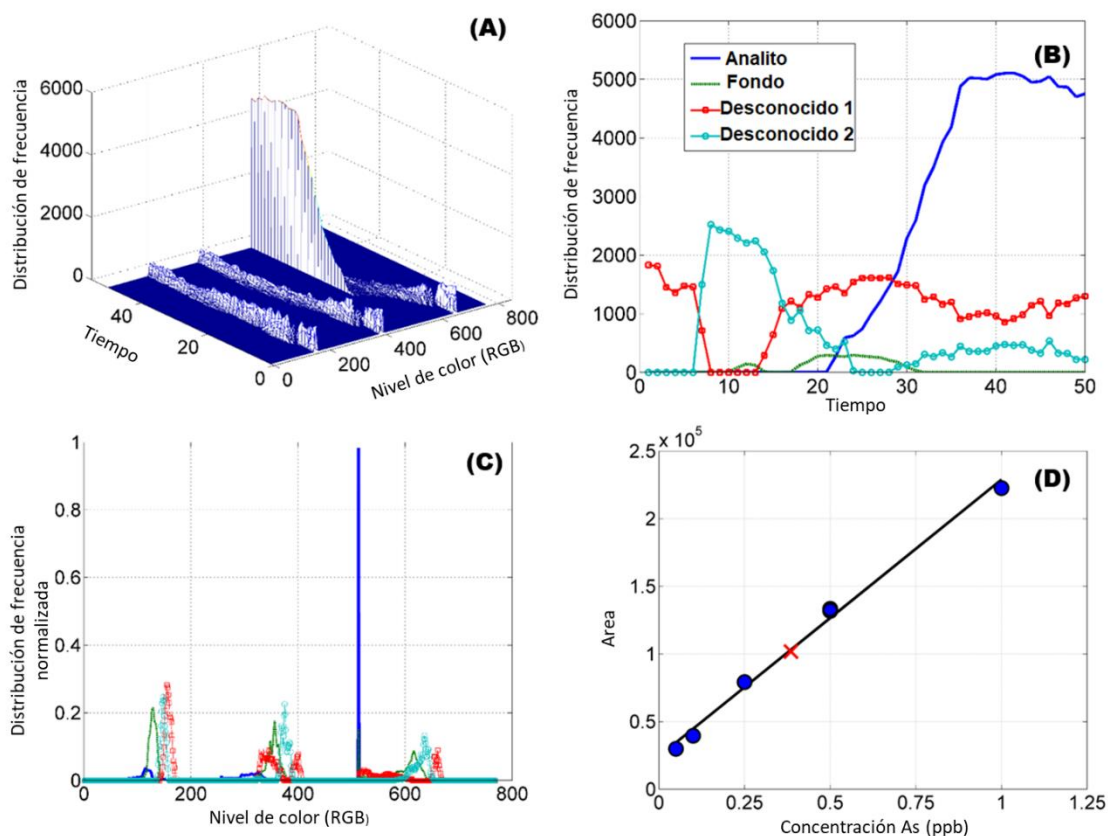 (A)
Distribución de frecuencia
6000
4000
2000
0
Tiempo
40
20
0
0
200
400
600
800
Nivel de color (RGB)
(B)
Distribución de frecuencia
6000
5000
4000
3000
2000
1000
0
Analito
Fondo
Desconocido 1
Desconocido 2
0 10 20 30 40 50
Tiempo
(C)
Distribución de frecuencia
normalizada
1
0.8
0.6
0.4
0.2
0
0 200 400 600 800
Nivel de color (RGB)
(D)
x 10⁵
2.5
2
1.5
1
0.5
0
Area
0 0.25 0.5 0.75 1 1.25
Concentración As (ppb)